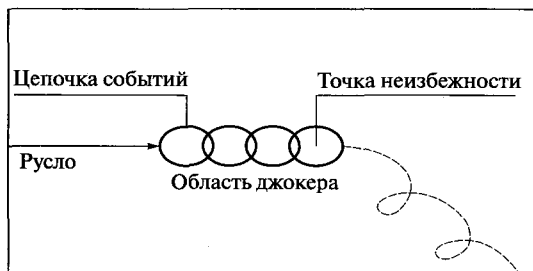 Цепочка событий
Точка неизбежности
Русло
Область джокера